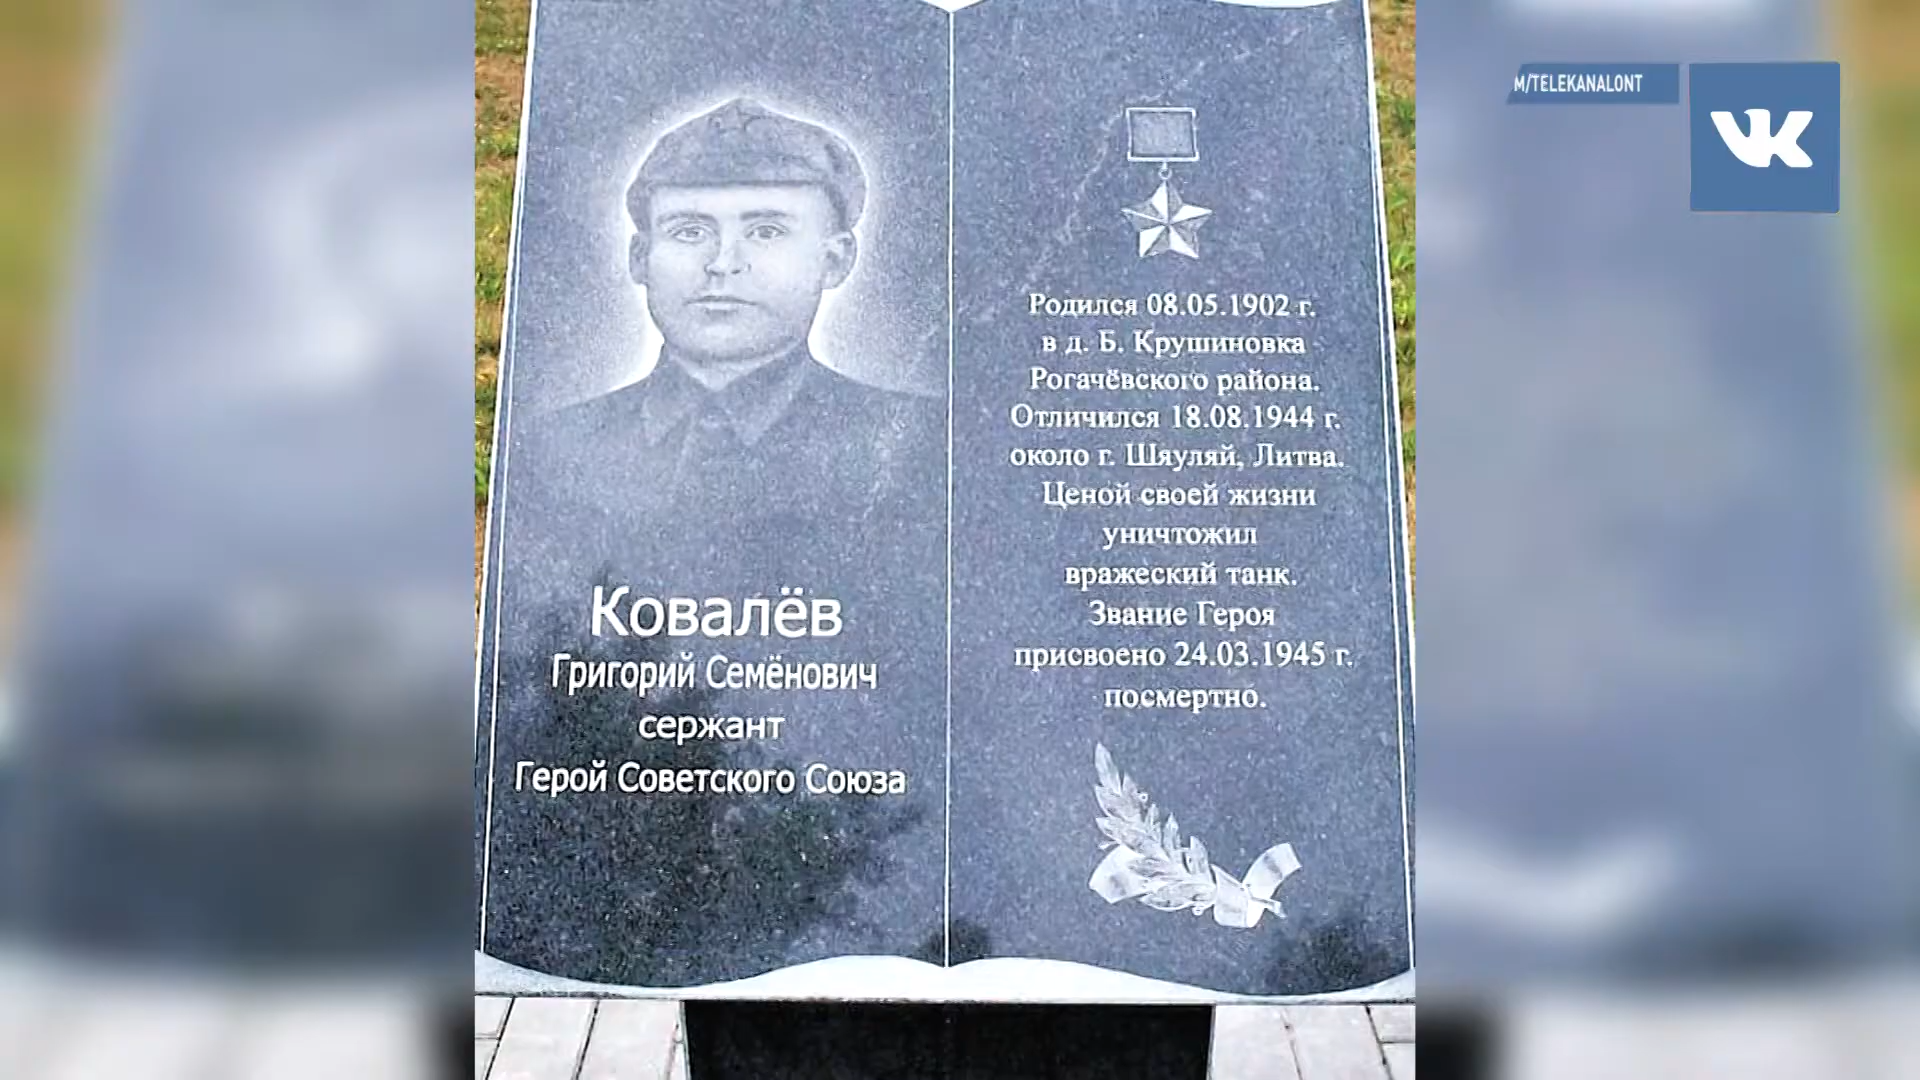 Ковалёв
Григорий Семёнович
сержант
Герой Советского Союза
Родился 08.05.1902 г.
в д. Б. Крушиновка
Рогачёвского района.
Отличился 18.08.1944 г.
около г. Шяуляй, Литва.
Ценой своей жизни
уничтожил
вражеский танк.
Звание Героя
присвоено 24.03.1945 г.
посмертно.
M/TELEKANALONT
VK